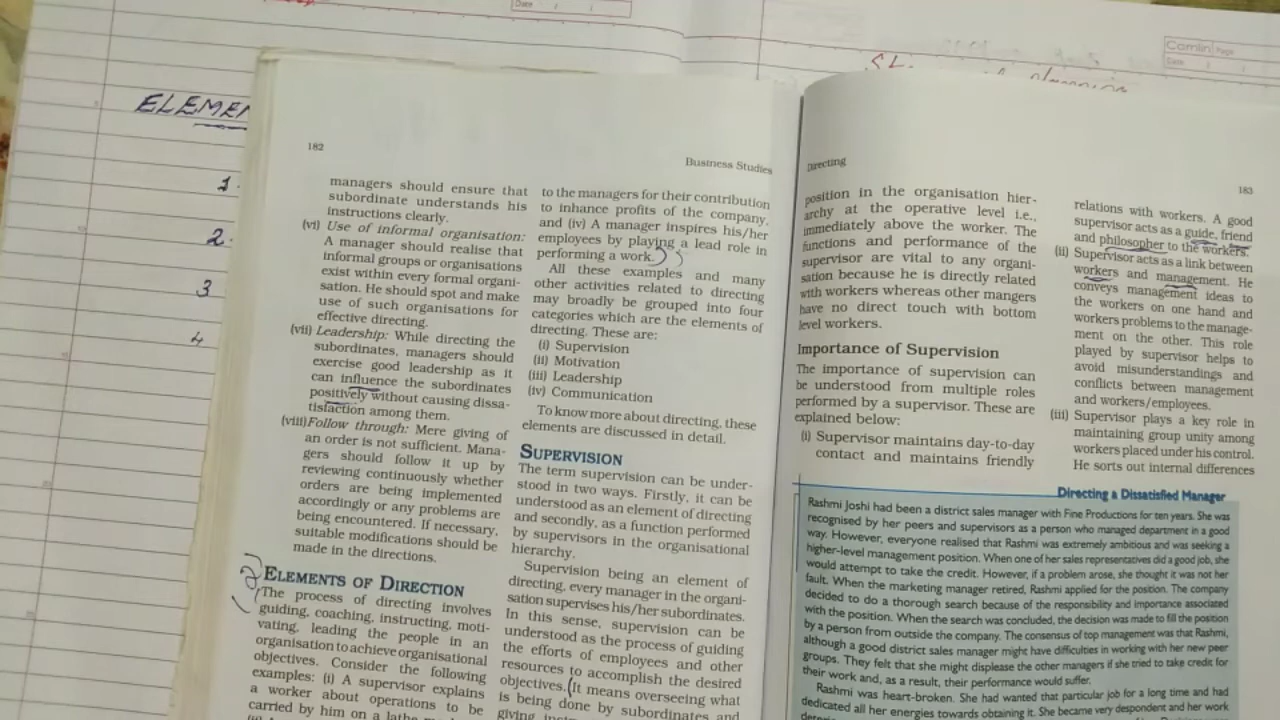 Date
Camlin Page
Date
ELEMEN
1.
2.
3
4
182
Business Studies
managers should ensure that
subordinate understands his
instructions clearly.
(vi) Use of informal organisation:
A manager should realise that
informal groups or organisations
exist within every formal organi-
sation. He should spot and make
use of such organisations for
effective directing.
(vii) Leadership: While directing the
subordinates, managers should
exercise good leadership as it
can influence the subordinates
positively without causing dissa-
tisfaction among them.
(viii) Follow through: Mere giving of
an order is not sufficient. Mana-
gers should follow it up by
reviewing continuously whether
orders are being implemented
accordingly or any problems are
being encountered. If necessary,
suitable modifications should be
made in the directions.
ELEMENTS OF DIRECTION
The process of directing involves
guiding, coaching, instructing, moti-
vating, leading the people in an
organisation to achieve organisational
objectives. Consider the following
examples: (i) A supervisor explains
a worker about operations to be
carried by him on a lathe
to the managers for their contribution
to inhance profits of the company,
and (iv) A manager inspires his/her
employees by playing a lead role in
performing a work.
All these examples and many
other activities related to directing
may broadly be grouped into four
categories which are the elements of
directing. These are:
(i) Supervision
(ii) Motivation
(iii) Leadership
(iv) Communication
To know more about directing, these
elements are discussed in detail.
SUPERVISION
The term supervision can be under-
stood in two ways. Firstly, it can be
understood as an element of directing
and secondly, as a function performed
by supervisors in the organisational
hierarchy.
Supervision being an element of
directing, every manager in the organi-
sation supervises his/her subordinates.
In this sense, supervision can be
understood as the process of guiding
the efforts of employees and other
resources to accomplish the desired
objectives. It means overseeing what
is being done by subordinates and
giving
Directing
183
position in the organisation hier-
archy at the operative level i.e.,
immediately above the worker. The
functions and performance of the
supervisor are vital to any organi-
sation because he is directly related
with workers whereas other mangers
have no direct touch with bottom
level workers.
Importance of Supervision
The importance of supervision can
be understood from multiple roles
performed by a supervisor. These are
explained below:
(i) Supervisor maintains day-to-day
contact and maintains friendly
relations with workers. A good
supervisor acts as a guide, friend
and philosopher to the workers.
(ii) Supervisor acts as a link between
workers and management. He
conveys management ideas to
the workers on one hand and
workers problems to the manage-
ment on the other. This role
played by supervisor helps to
avoid misunderstandings and
conflicts between management
and workers/employees.
(iii) Supervisor plays a key role in
maintaining group unity among
workers placed under his control.
He sorts out internal differences
Directing a Dissatisfied Manager
Rashmi Joshi had been a district sales manager with Fine Productions for ten years. She was
recognised by her peers and supervisors as a person who managed department in a good
way. However, everyone realised that Rashmi was extremely ambitious and was seeking a
higher-level management position. When one of her sales representatives did a good job, she
would attempt to take the credit. However, if a problem arose, she thought it was not her
fault. When the marketing manager retired, Rashmi applied for the position. The company
decided to do a thorough search because of the responsibility and importance associated
with the position. When the search was concluded, the decision was made to fill the position
by a person from outside the company. The consensus of top management was that Rashmi,
although a good district sales manager might have difficulties in working with her new peer
groups. They felt that she might displease the other managers if she tried to take credit for
their work and, as a result, their performance would suffer.
Rashmi was heart-broken. She had wanted that particular job for a long time and had
dedicated all her energies towards obtaining it. She became very despondent and her work